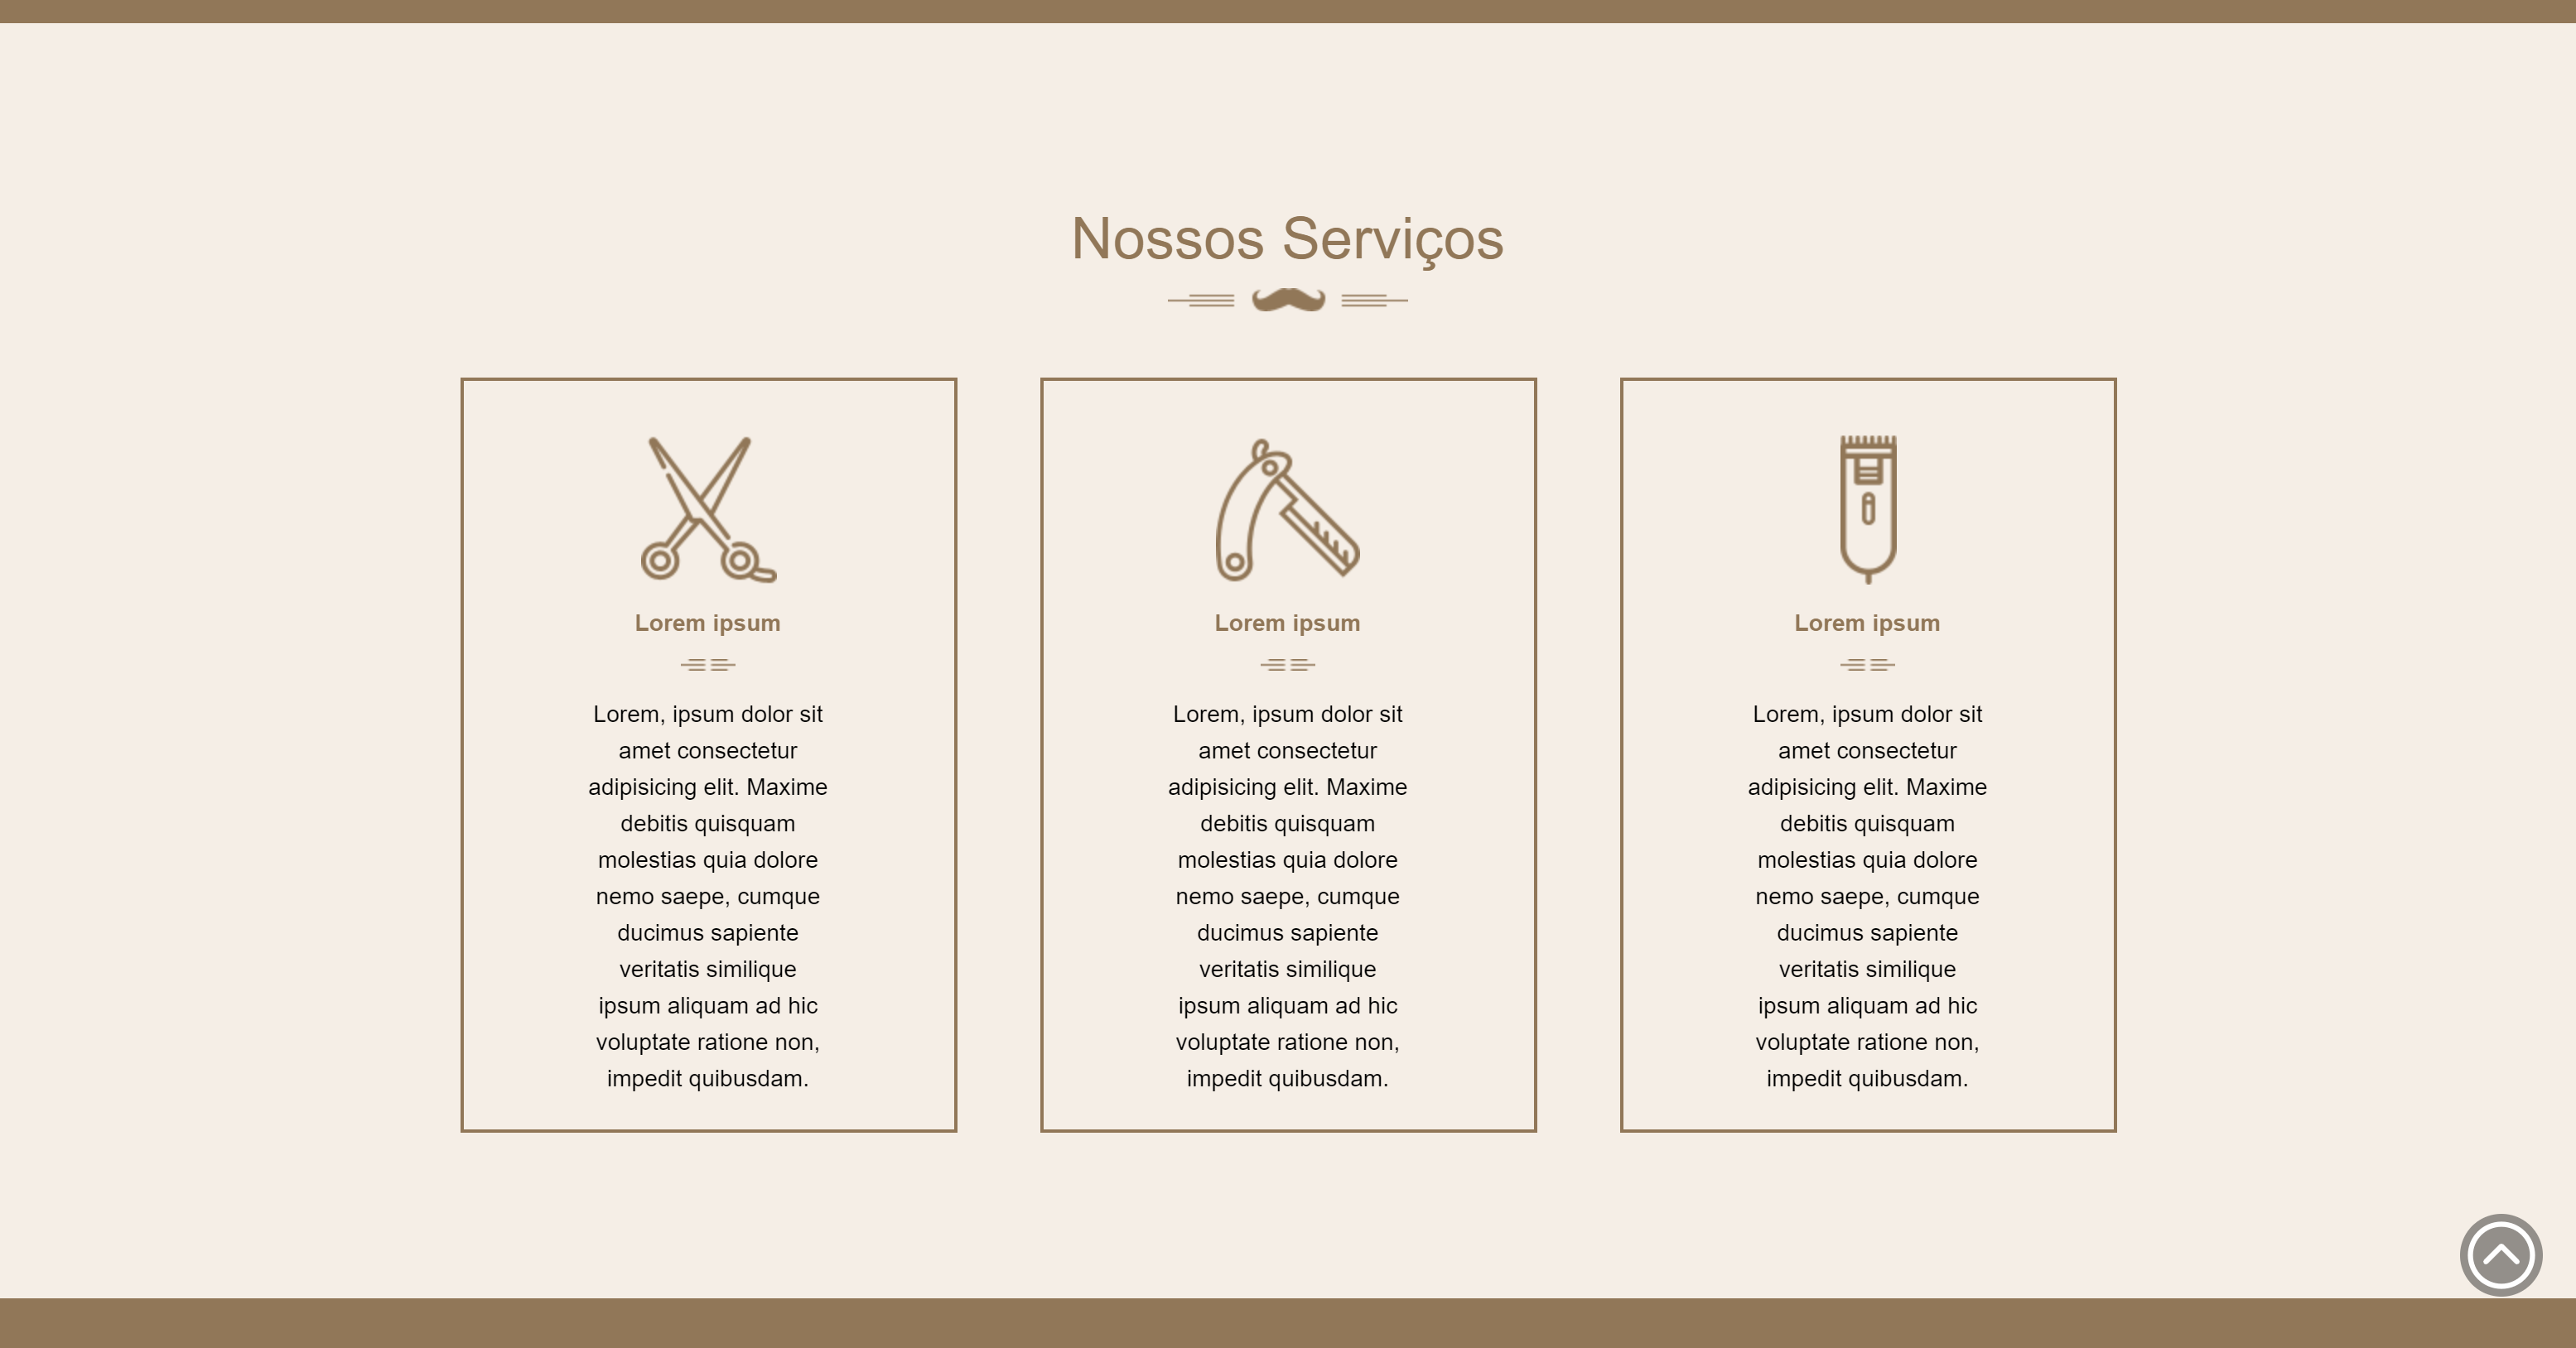 Nossos Serviços
Lorem ipsum
Lorem, ipsum dolor sit
amet consectetur
adipisicing elit. Maxime
debitis quisquam
molestias quia dolore
nemo saepe, cumque
ducimus sapiente
veritatis similique
ipsum aliquam ad hic
voluptate ratione non,
impedit quibusdam.
Lorem ipsum
Lorem, ipsum dolor sit
amet consectetur
adipisicing elit. Maxime
debitis quisquam
molestias quia dolore
nemo saepe, cumque
ducimus sapiente
veritatis similique
ipsum aliquam ad hic
voluptate ratione non,
impedit quibusdam.
Lorem ipsum
Lorem, ipsum dolor sit
amet consectetur
adipisicing elit. Maxime
debitis quisquam
molestias quia dolore
nemo saepe, cumque
ducimus sapiente
veritatis similique
ipsum aliquam ad hic
voluptate ratione non,
impedit quibusdam.